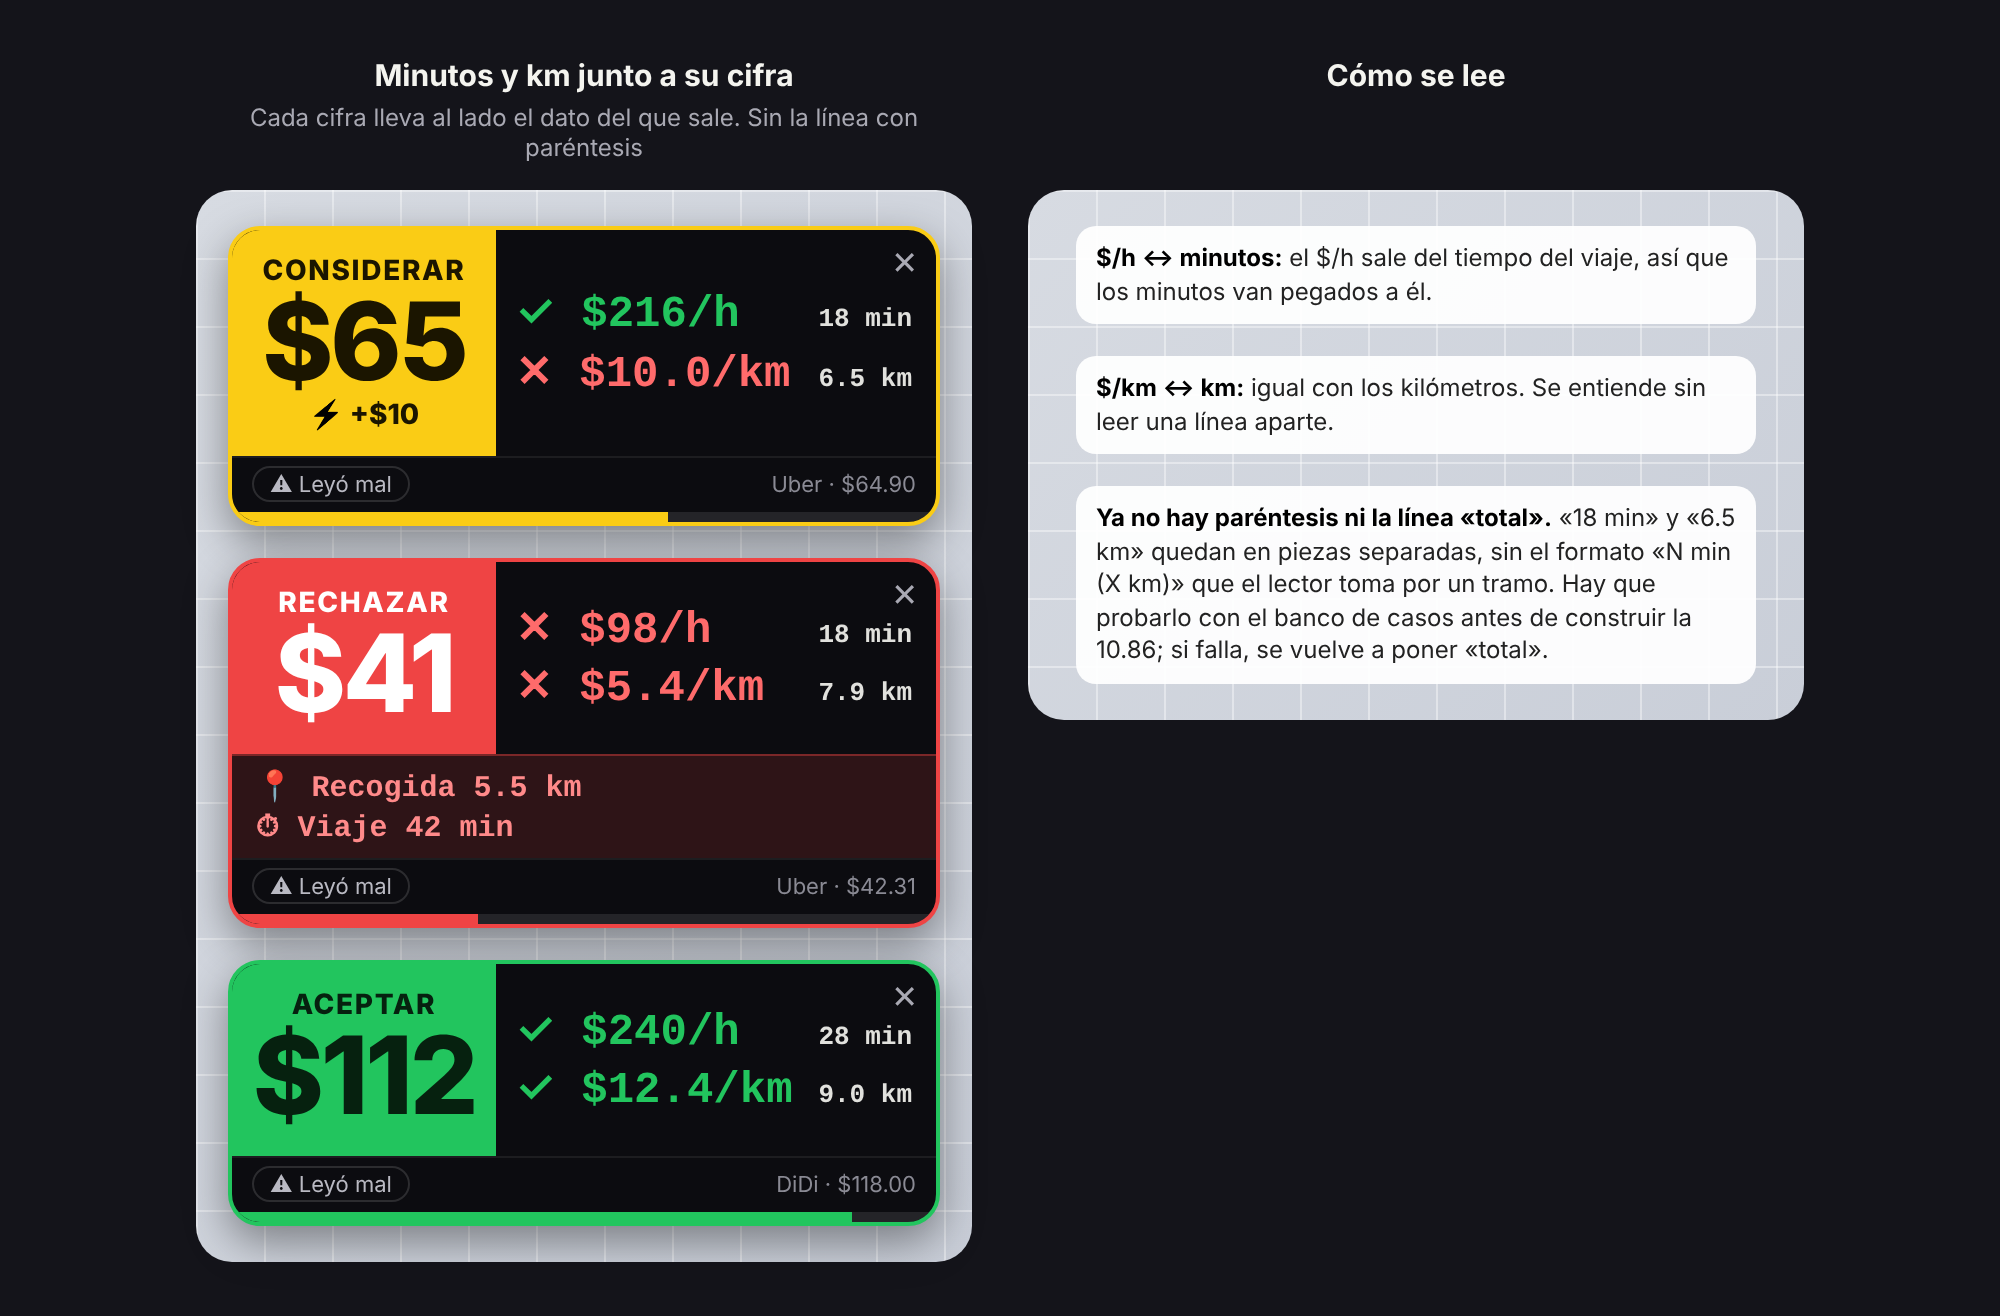 Minutos y km junto a su cifra
Cada cifra lleva al lado el dato del que sale. Sin la línea con
paréntesis
CONSIDERAR
$65
⚡ +$10
✕
✓ $216/h 18 min
✕ $10.0/km 6.5 km
⚠ Leyó mal
Uber · $64.90
RECHAZAR
$41
✕
✕ $98/h 18 min
✕ $5.4/km 7.9 km
📍 Recogida 5.5 km
⏱ Viaje 42 min
⚠ Leyó mal
Uber · $42.31
ACEPTAR
$112
✕
✓ $240/h 28 min
✓ $12.4/km 9.0 km
⚠ Leyó mal
DiDi · $118.00
Cómo se lee
$/h ↔ minutos: el $/h sale del tiempo del viaje, así que
los minutos van pegados a él.
$/km ↔ km: igual con los kilómetros. Se entiende sin
leer una línea aparte.
Ya no hay paréntesis ni la línea «total». «18 min» y «6.5
km» quedan en piezas separadas, sin el formato «N min
(X km)» que el lector toma por un tramo. Hay que
probarlo con el banco de casos antes de construir la
10.86; si falla, se vuelve a poner «total».